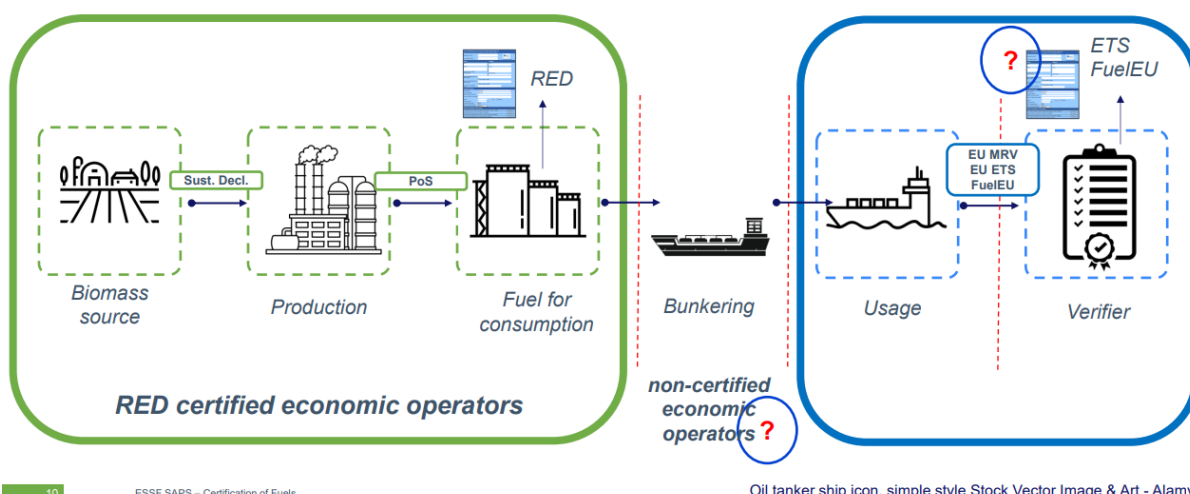 RED
?
ETS
FuelEU
Sust. Decl.
PoS
EU MRV
EU ETS
FuelEU
Biomass
source
Production
Fuel for
consumption
Bunkering
Usage
Verifier
RED certified economic operators
non-certified
economic
operators ?
10
ESSF SAPS – Certification of Fuels
Oil tanker ship icon, simple style Stock Vector Image & Art - Alamy